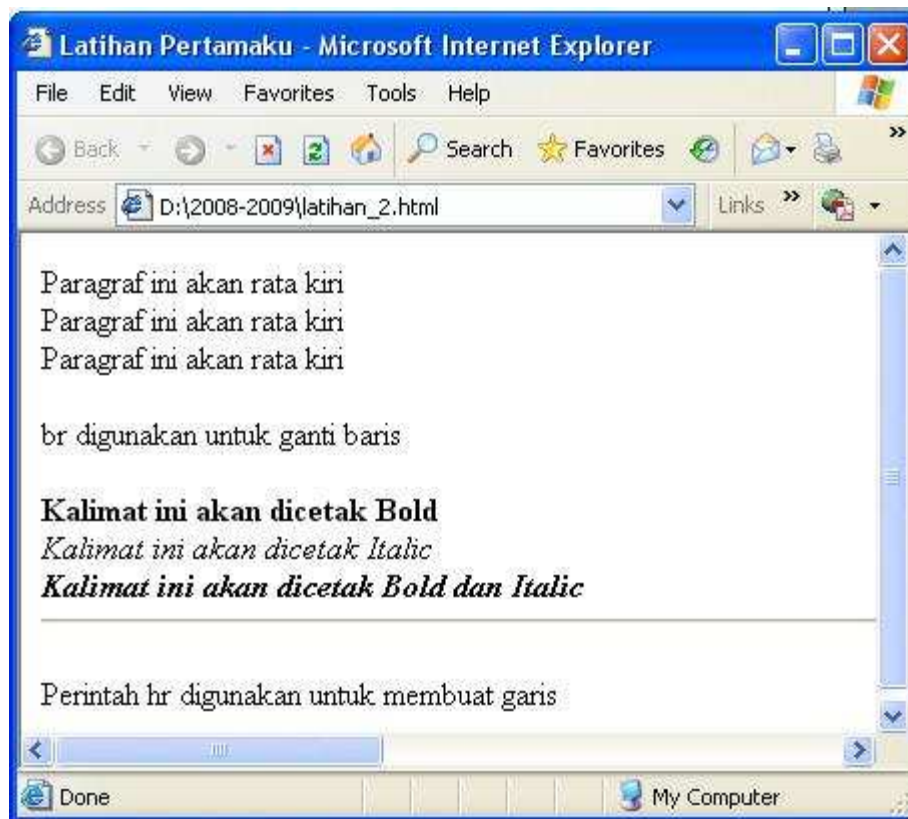 Latihan Pertamaku - Microsoft Internet Explorer
File Edit View Favorites Tools Help
Back Search Favorites »
Address D:\2008-2009\latihan_2.html Links »
Paragraf ini akan rata kiri
Paragraf ini akan rata kiri
Paragraf ini akan rata kiri
br digunakan untuk ganti baris
Kalimat ini akan dicetak Bold
Kalimat ini akan dicetak Italic
Kalimat ini akan dicetak Bold dan Italic
Perintah hr digunakan untuk membuat garis
Done My Computer